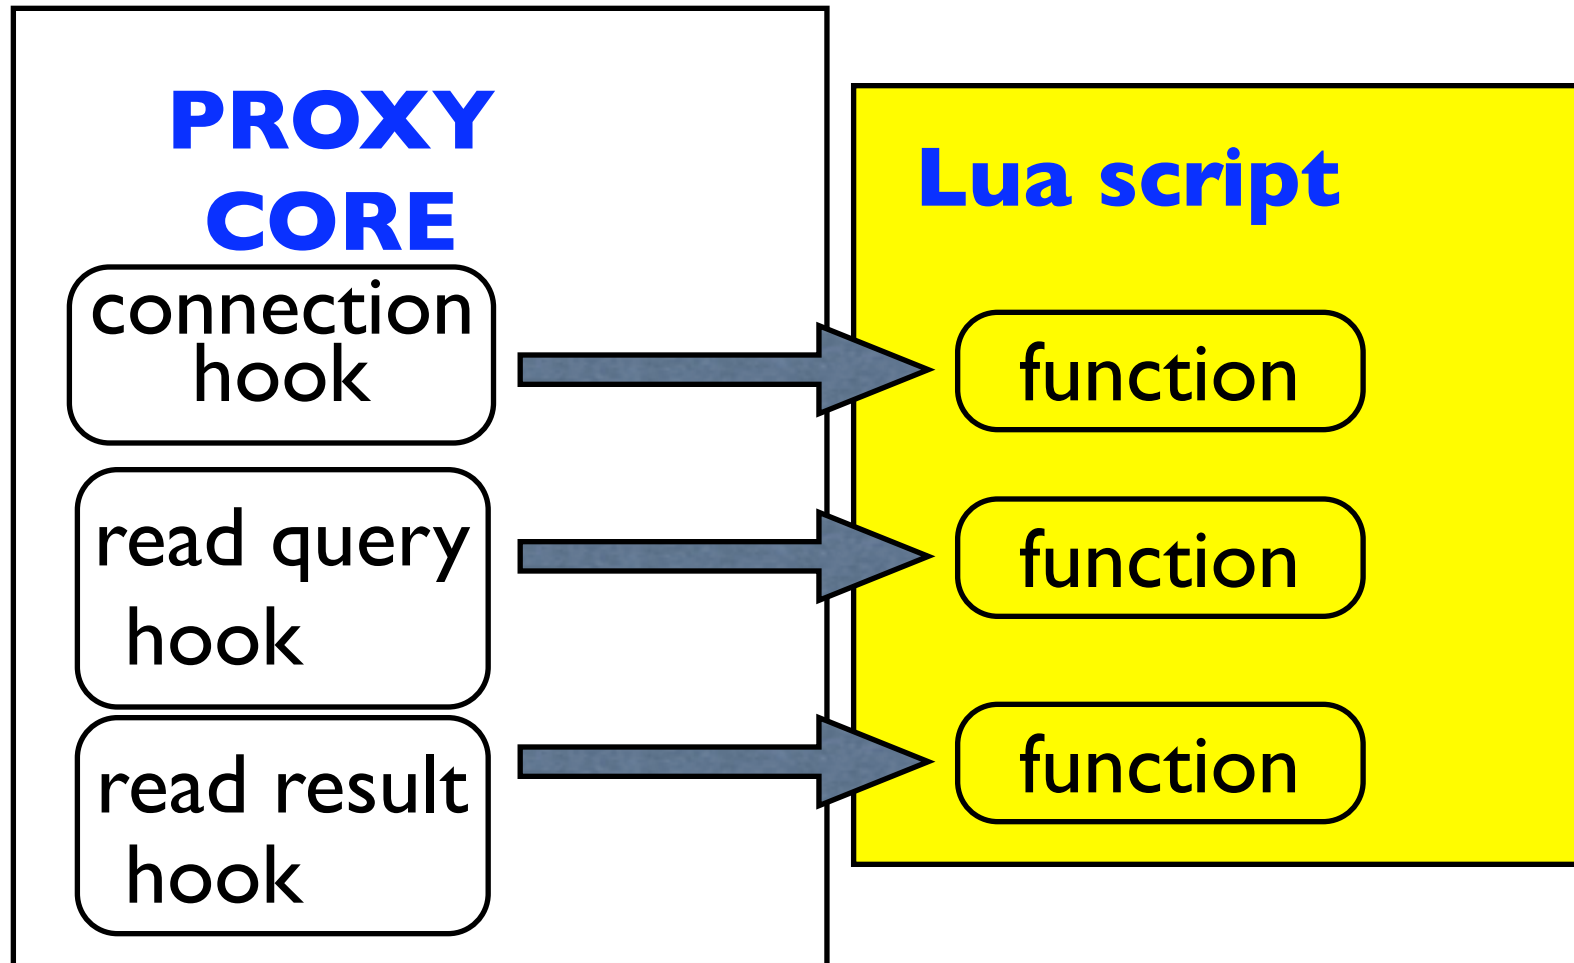 PROXY
CORE
connection
hook
read query
hook
read result
hook
Lua script
function
function
function